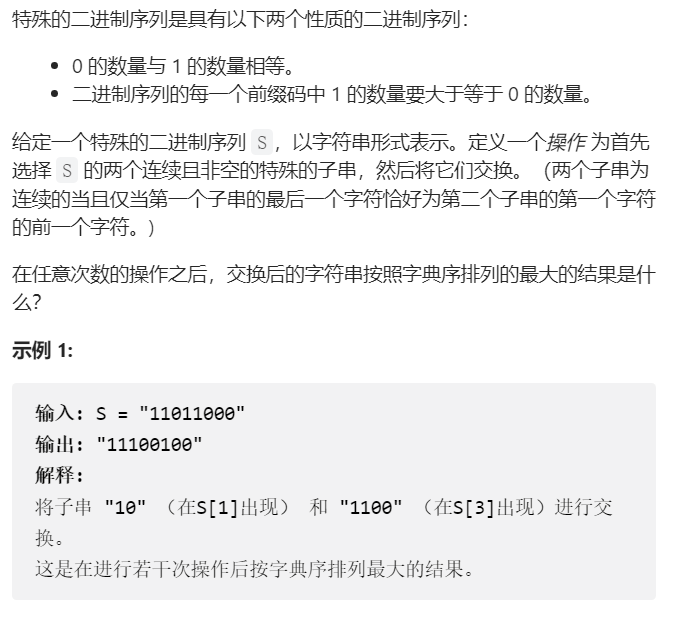 特殊的二进制序列是具有以下两个性质的二进制序列：
• 0 的数量与 1 的数量相等。
• 二进制序列的每一个前缀码中 1 的数量要大于等于 0 的数量。
给定一个特殊的二进制序列 S，以字符串形式表示。定义一个操作 为首先
选择 S 的两个连续且非空的特殊的子串，然后将它们交换。（两个子串为
连续的当且仅当第一个子串的最后一个字符恰好为第二个子串的第一个字符
的前一个字符。)
在任意次数的操作之后，交换后的字符串按照字典序排列的最大的结果是什
么？
示例 1:
输入: S = "11011000"
输出: "11100100"
解释:
将子串 "10" （在S[1]出现） 和 "1100" （在S[3]出现）进行交
换。
这是在进行若干次操作后按字典序排列最大的结果。